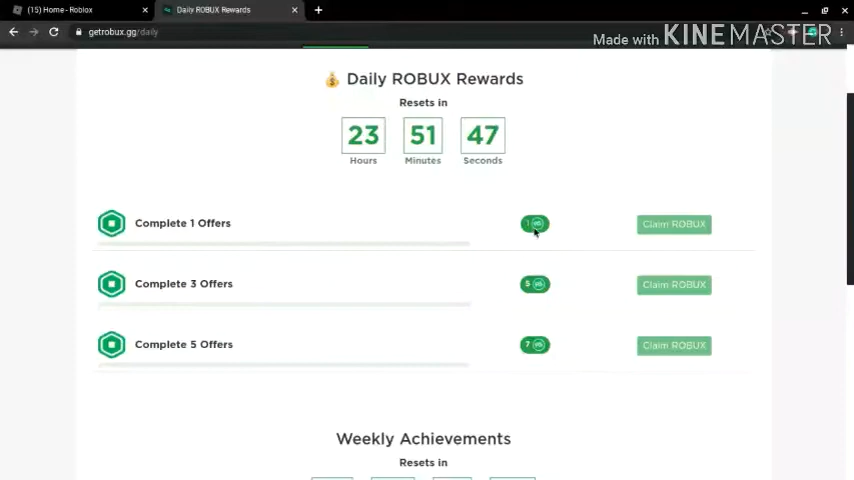 (15) Home - Roblox
Daily ROBUX Rewards
getrobux.gg/daily
Made with KINEMASTER
Daily ROBUX Rewards
Resets in
23 51 47
Hours Minutes Seconds
Complete 1 Offers 1 Claim ROBUX
Complete 3 Offers 5 Claim ROBUX
Complete 5 Offers 7 Claim ROBUX
Weekly Achievements
Resets in